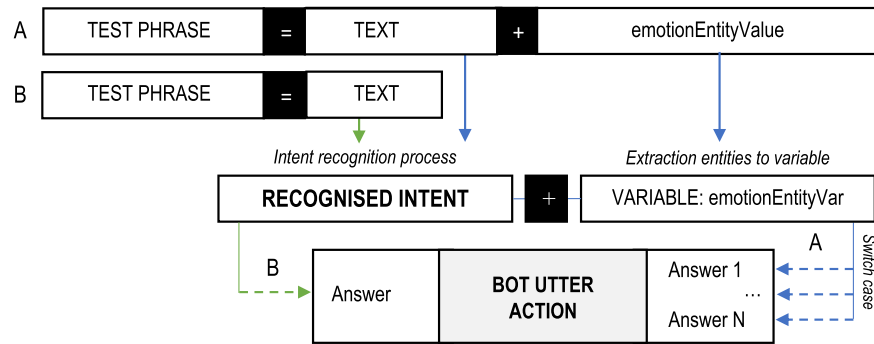 A TEST PHRASE = TEXT + emotionEntityValue
B TEST PHRASE = TEXT
Intent recognition process Extraction entities to variable
RECOGNISED INTENT + VARIABLE: emotionEntityVar
Switch case
A
B
Answer
BOT UTTER
ACTION
Answer 1
...
Answer N